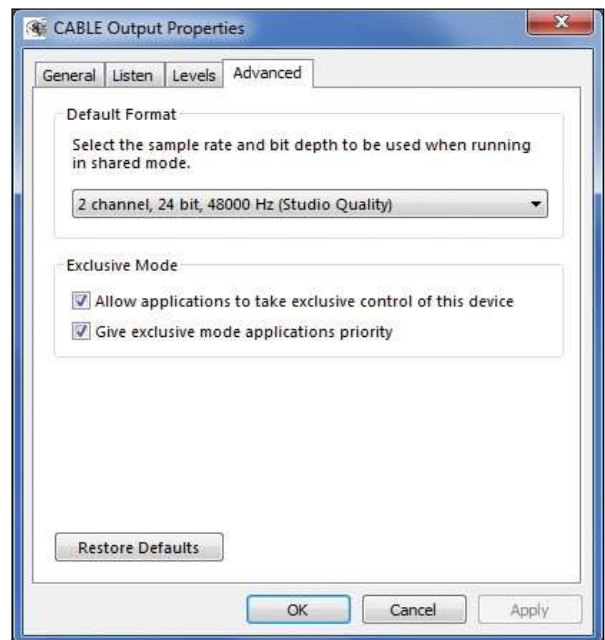 CABLE Output Properties
General Listen Levels Advanced
Default Format
Select the sample rate and bit depth to be used when running
in shared mode.
2 channel, 24 bit, 48000 Hz (Studio Quality)
Exclusive Mode
Allow applications to take exclusive control of this device
Give exclusive mode applications priority
Restore Defaults
OK Cancel Apply